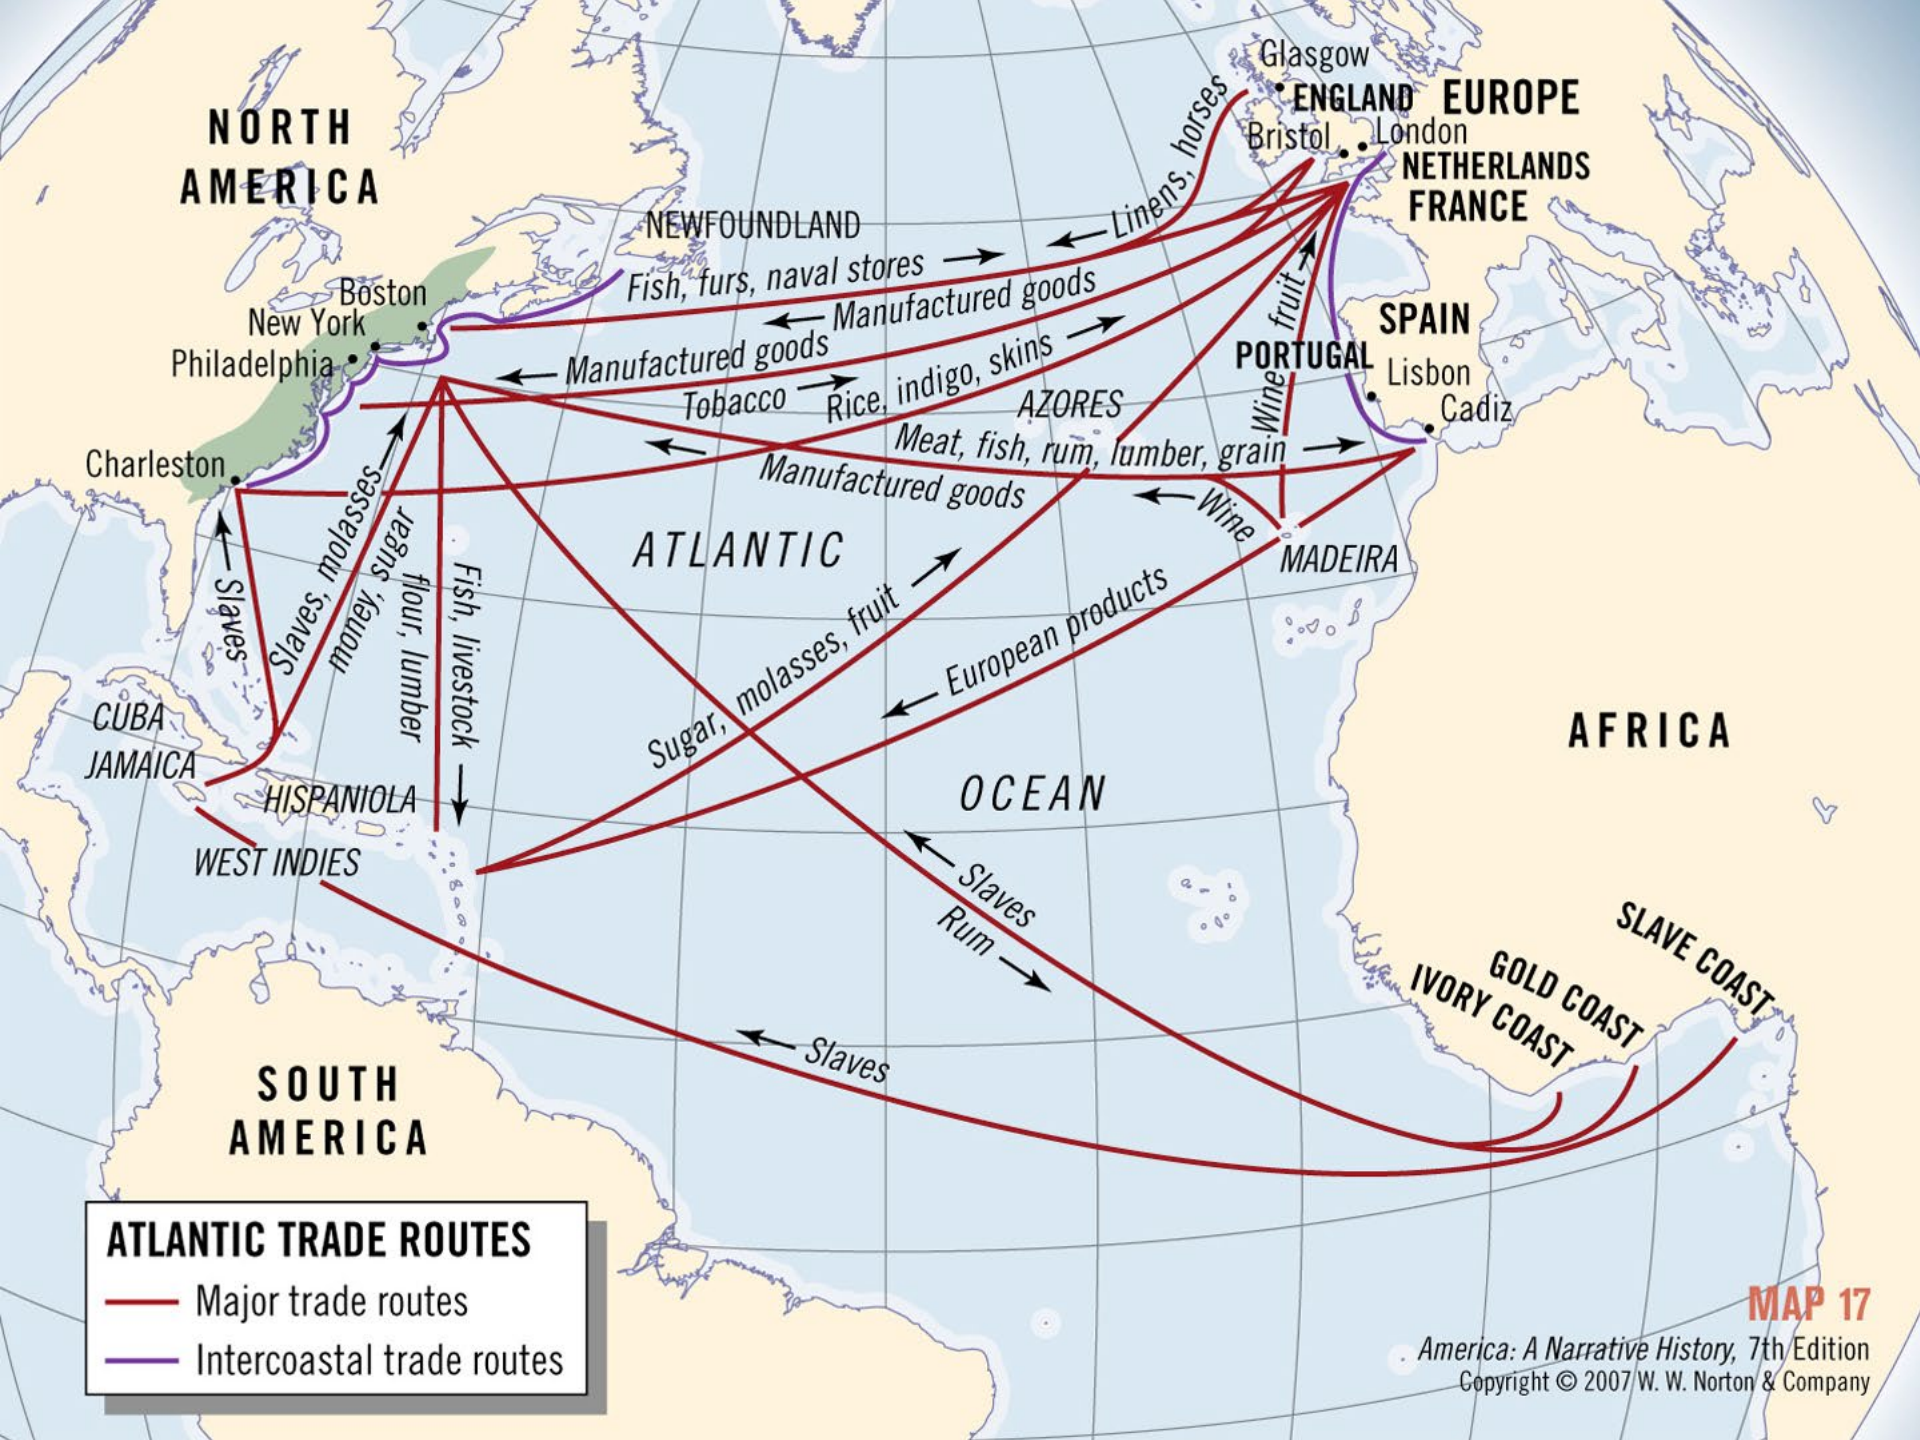 Glasgow
ENGLAND
EUROPE
Bristol
London
NETHERLANDS
FRANCE
NORTH
AMERICA
NEWFOUNDLAND
Linens, horses
Fish, furs, naval stores
Manufactured goods
Boston
New York
Philadelphia
Manufactured goods
Tobacco
Rice, indigo, skins
Wine, fruit
SPAIN
PORTUGAL
Lisbon
Cadiz
AZORES
Meat, fish, rum, lumber, grain
Manufactured goods
Wine
MADEIRA
Charleston
ATLANTIC
OCEAN
Slaves
Slaves, molasses
money, sugar
flour, lumber
Fish, livestock
Sugar, molasses, fruit
European products
CUBA
JAMAICA
HISPANIOLA
WEST INDIES
AFRICA
Slaves
Rum
Slaves
SLAVE COAST
GOLD COAST
IVORY COAST
SOUTH
AMERICA
ATLANTIC TRADE ROUTES
Major trade routes
Intercoastal trade routes
MAP 17
America: A Narrative History, 7th Edition
Copyright © 2007 W. W. Norton & Company